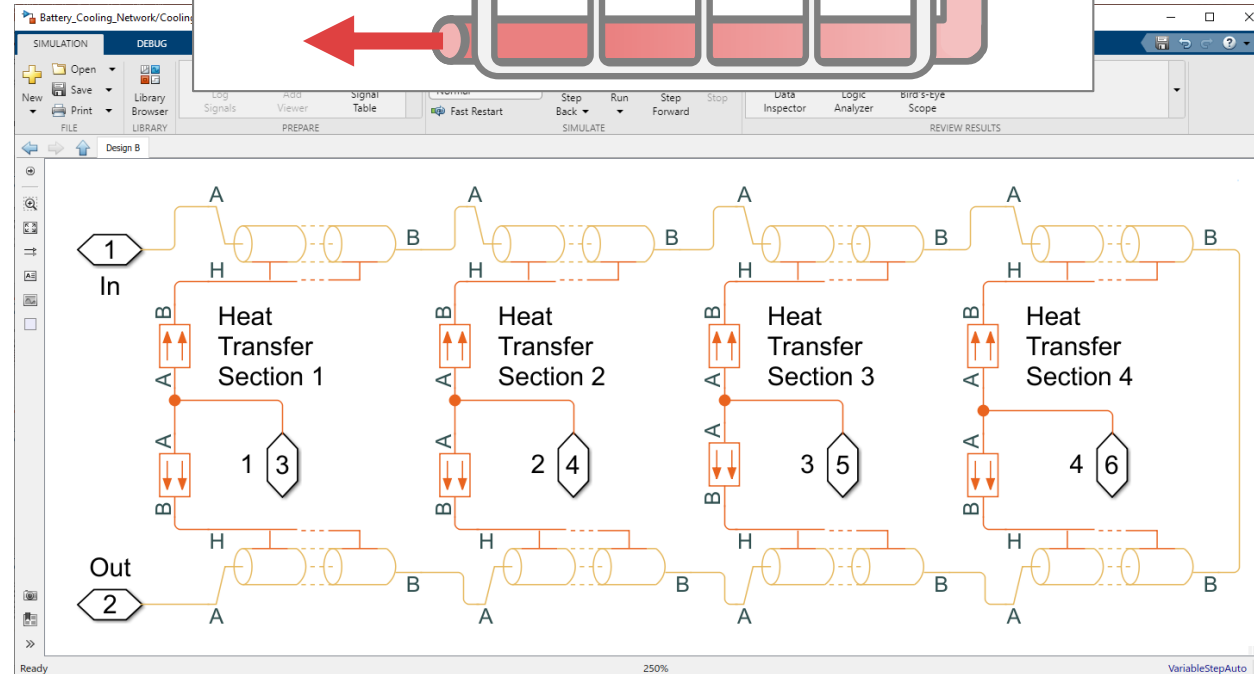 Battery_Cooling_Network/Cooling
SIMULATION
DEBUG
New
Open
Save
Print
FILE
Library
Browser
LIBRARY
Log
Signals
Add
Viewer
Signal
Table
PREPARE
Normal
Fast Restart
Step
Back
Run
Step
Forward
Stop
SIMULATE
Data
Inspector
Logic
Analyzer
Bird's-Eye
Scope
REVIEW RESULTS
Design B
A A A A
1 B B B B
In
H H H H
B B B B
Heat
Transfer
Section 1
Heat
Transfer
Section 2
Heat
Transfer
Section 3
Heat
Transfer
Section 4
A A A A
A A A A
1 3 2 4 3 5 4 6
B B B B
H H H H
Out
2 B B B B
A A A A
Ready 250% VariableStepAuto